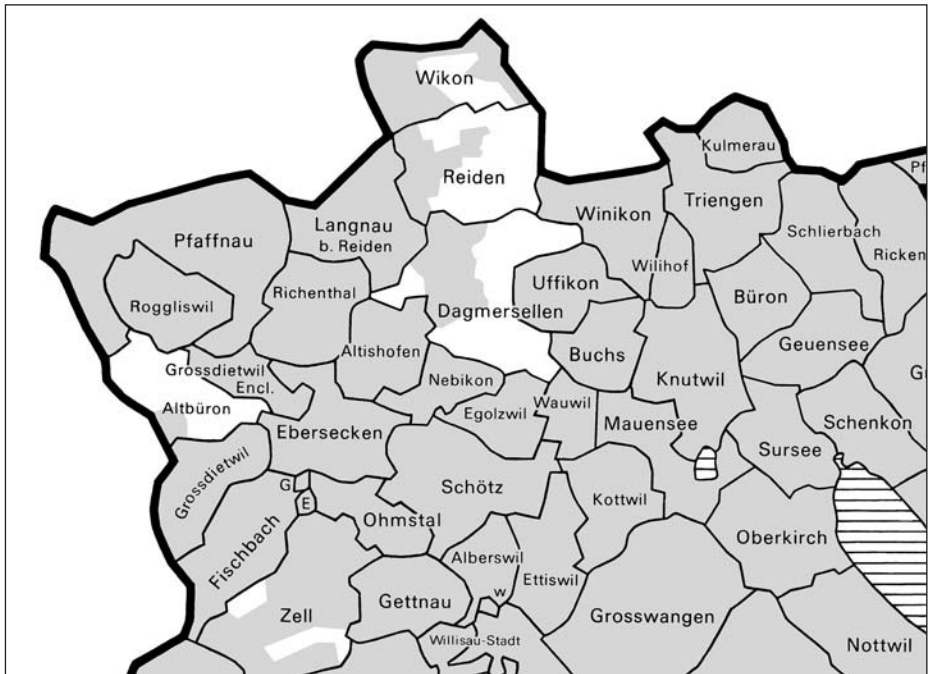 Wikon
Kulmerau
Pf
Reiden
Triengen
Langnau
b. Reiden
Winikon
Pfaffnau
Schlierbach
Ricken
Wilihof
Richenthal
Uffikon
Roggliswil
Büron
Dagmersellen
Geuensee
Altishofen
Buchs
Grossdietwil
Encl.
Nebikon
Knutwil
Gu
Altbüron
Egolzwil
Wauwil
Mauensee
Schenkon
Ebersecken
Sursee
Grossdietwil
G
Schötz
Kottwil
E
Ohmstal
Oberkirch
Fischbach
Alberswil
Ettiswil
w
Zell
Gettnau
Grosswangen
Willisau-Stadt
Nottwil